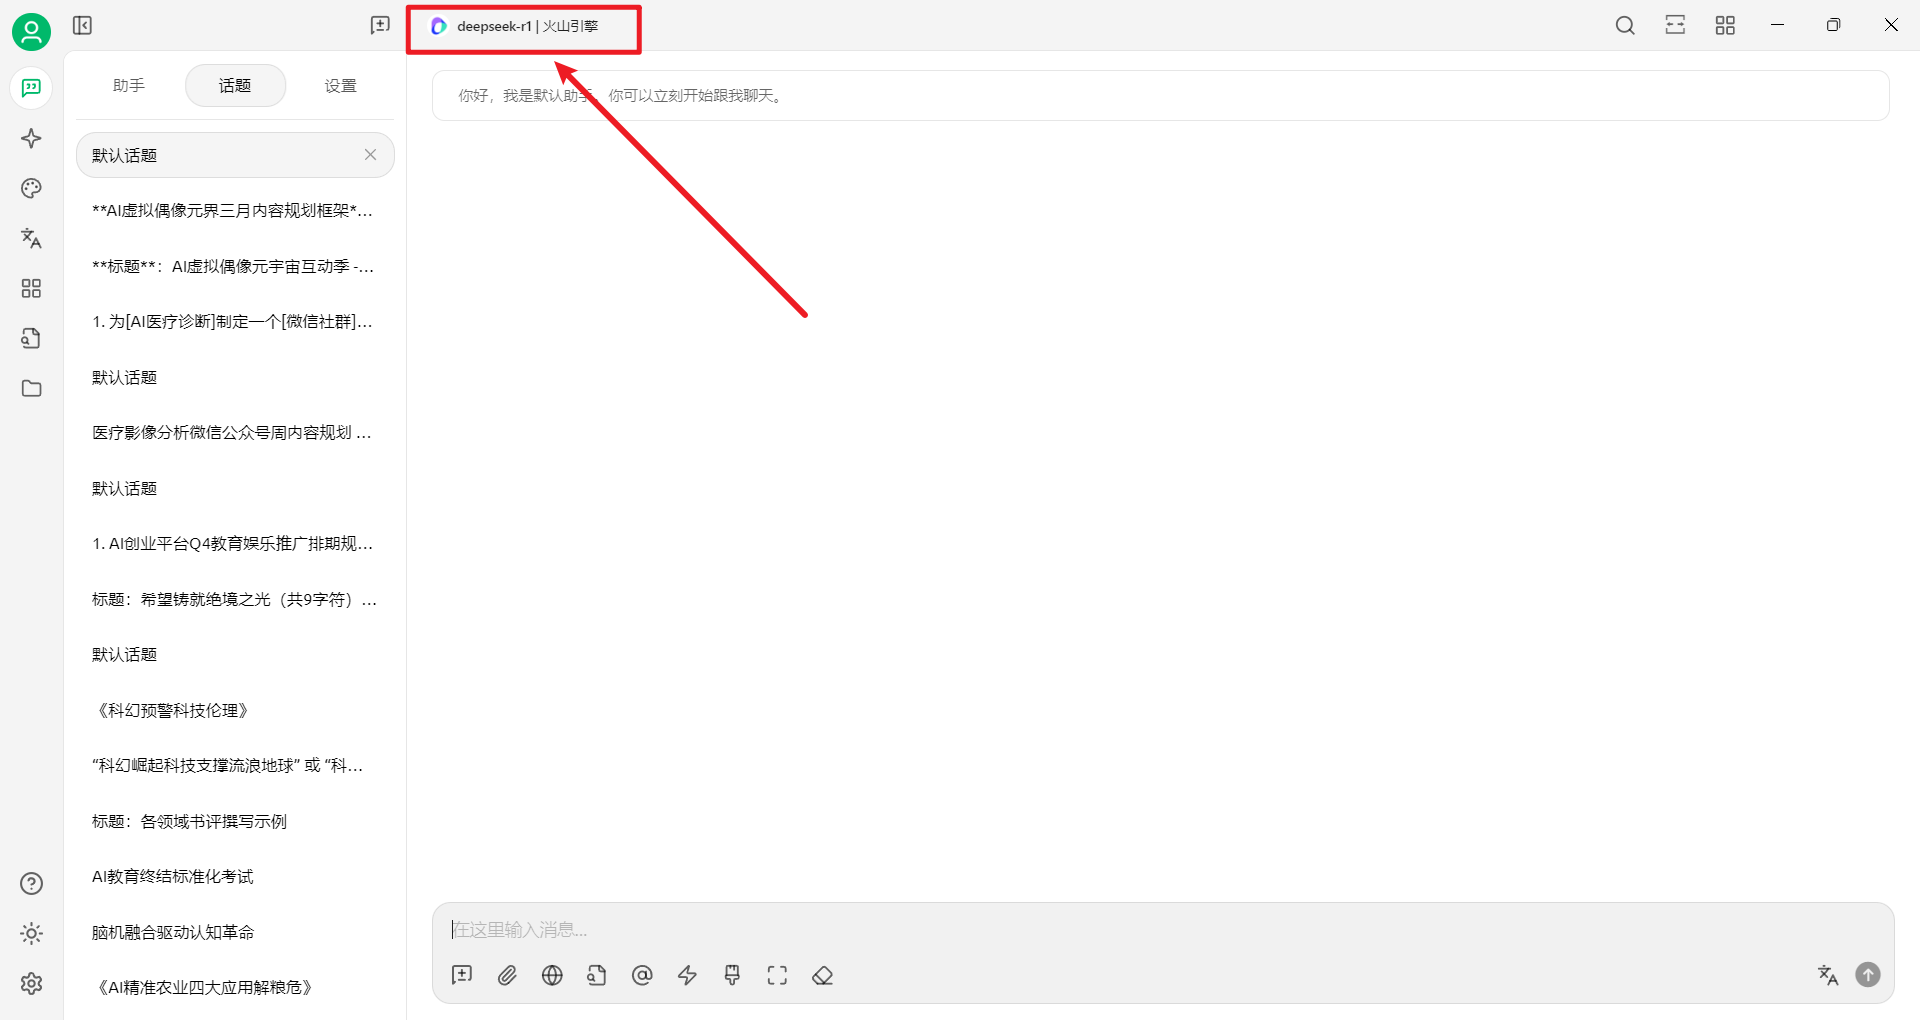 deepseek-r1 | 火山引擎
助手
话题
设置
默认话题
**AI虚拟偶像元界三月内容规划框架*...
**标题**：AI虚拟偶像元宇宙互动季 -...
1. 为[AI医疗诊断]制定一个[微信社群]...
默认话题
医疗影像分析微信公众号周内容规划 ...
默认话题
1. AI创业平台Q4教育娱乐推广排期规...
标题：希望铸就绝境之光（共9字符）...
默认话题
《科幻预警科技伦理》
“科幻崛起科技支撑流浪地球” 或 “科...
标题：各领域书评撰写示例
AI教育终结标准化考试
脑机融合驱动认知革命
《AI精准农业四大应用解粮危》
你好，我是默认助手。你可以立刻开始跟我聊天。
在这里输入消息...